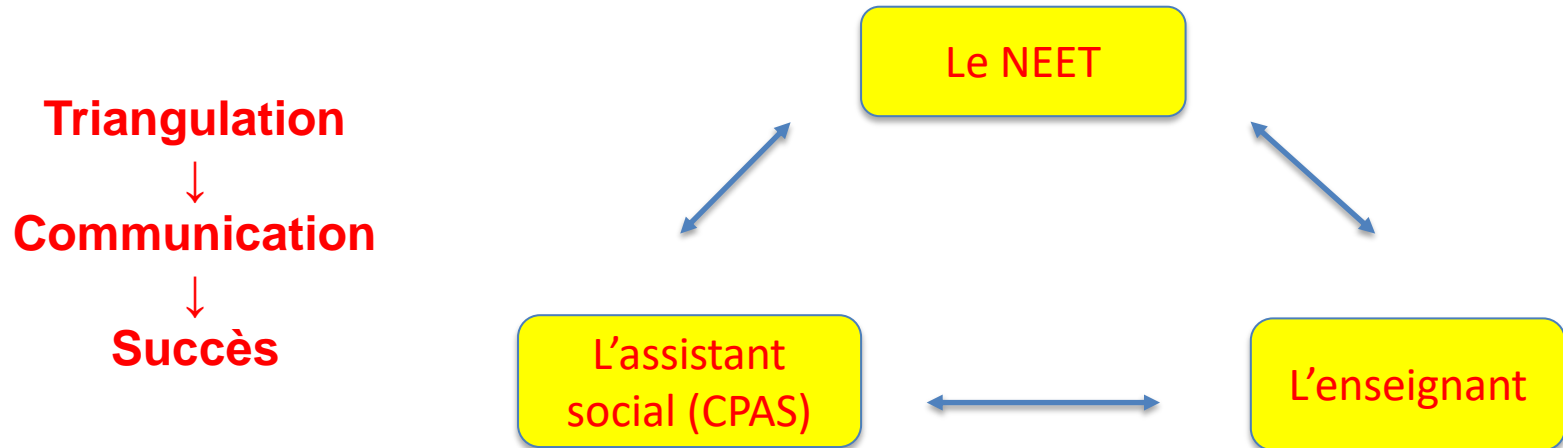 Triangulation
↓
Communication
↓
Succès
Le NEET
L'assistant
social (CPAS)
L'enseignant